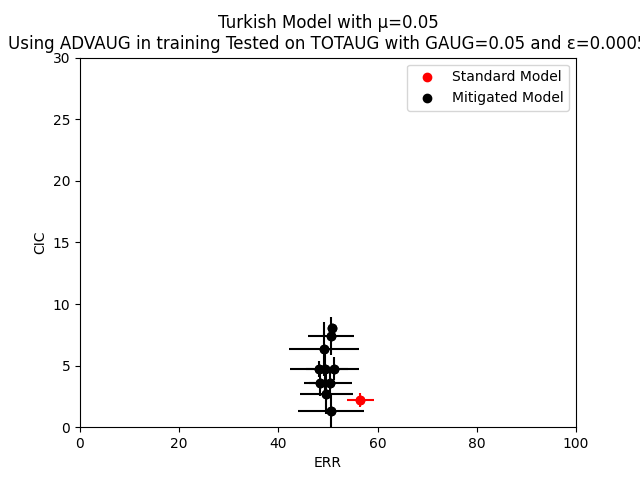 Turkish Model with μ=0.05
Using ADVAUG in training Tested on TOTAUG with GAUG=0.05 and ε=0.0005
30
25
20
15
10
5
0
CIC
Standard Model
Mitigated Model
0 20 40 60 80 100
ERR